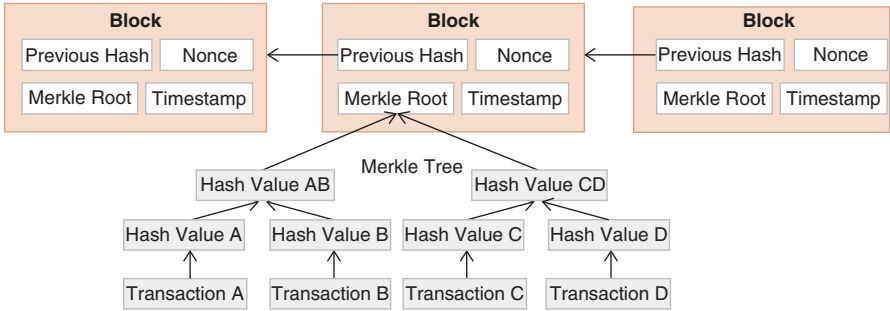 Block
Previous Hash
Nonce
Merkle Root
Timestamp
Block
Previous Hash
Nonce
Merkle Root
Timestamp
Block
Previous Hash
Nonce
Merkle Root
Timestamp
Merkle Tree
Hash Value AB
Hash Value CD
Hash Value A
Hash Value B
Hash Value C
Hash Value D
Transaction A
Transaction B
Transaction C
Transaction D